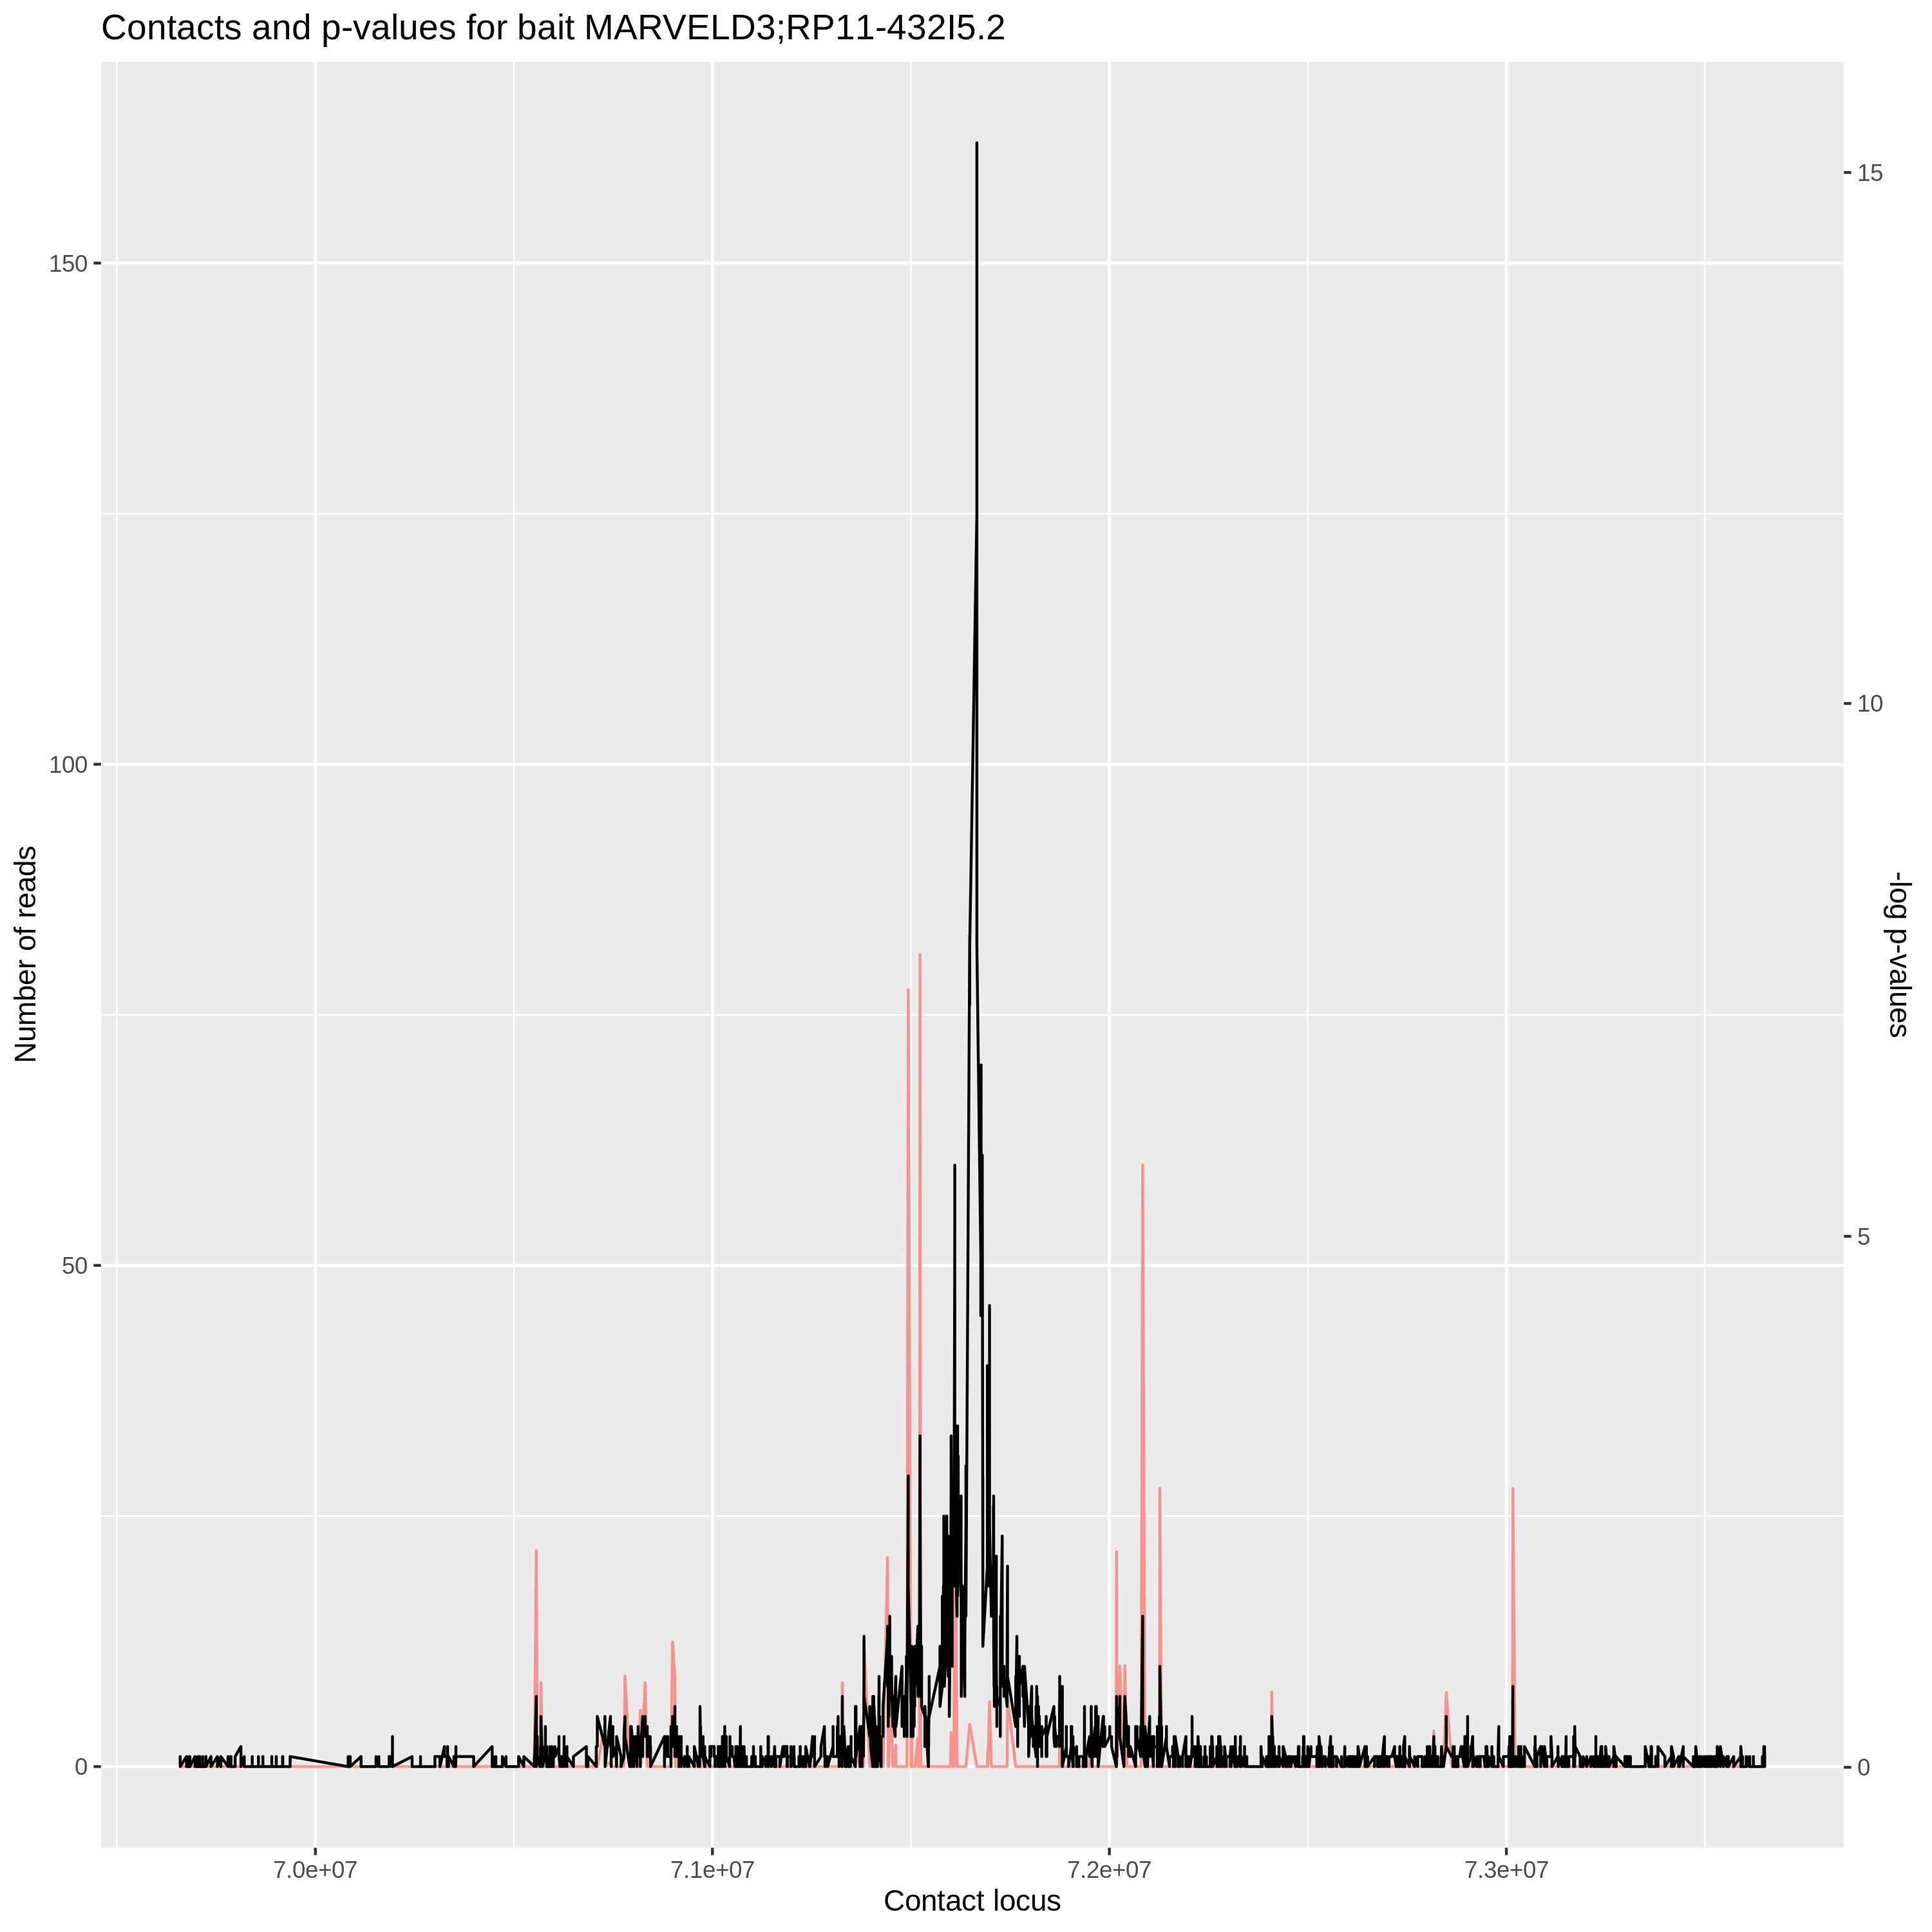 Contacts and p-values for bait MARVELD3;RP11-432I5.2
150
100
50
0
15
10
5
0
Number of reads
-log p-values
7.0e+07 7.1e+07 7.2e+07 7.3e+07
Contact locus